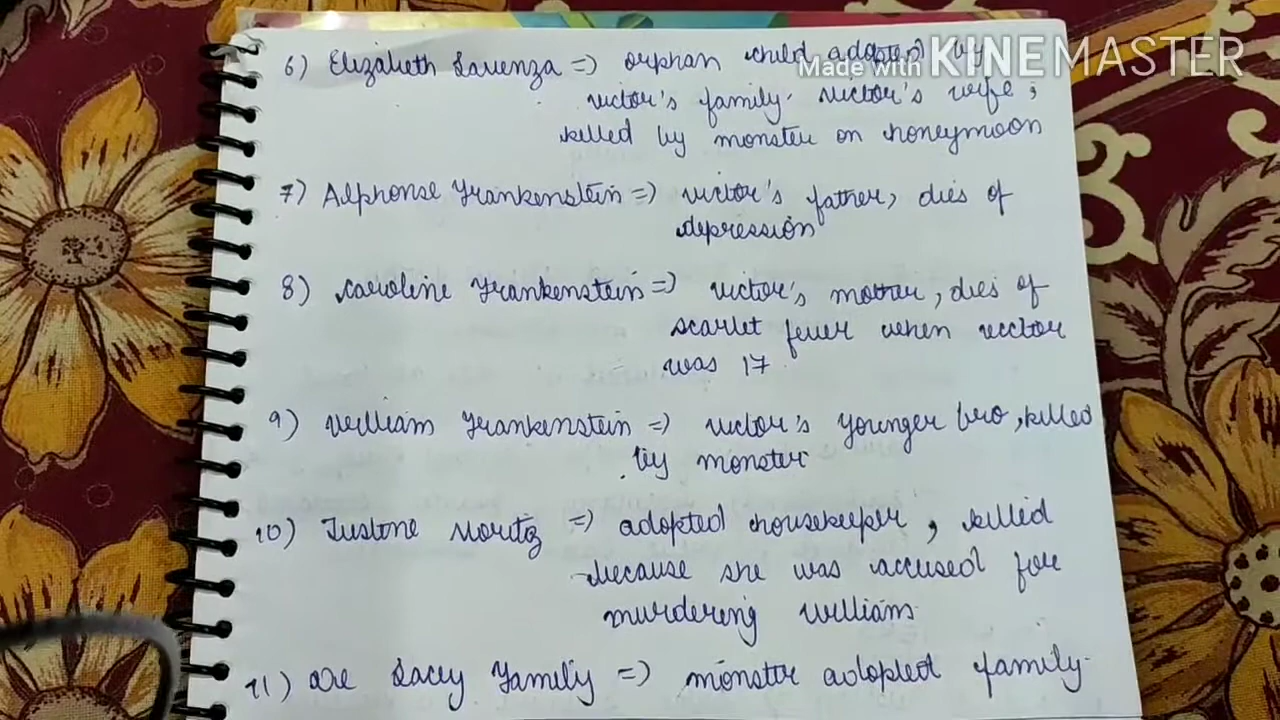 Made with KINEMASTER
6) Elizabeth Lavenza => orphan child adopted by
victor's family. victor's wife,
killed by monster on honeymoon
7) Alphonse Frankenstein => victor's father, dies of
depression
8) Caroline Frankenstein => victor's mother, dies of
scarlet fever when victor
was 17
9) William Frankenstein => victor's younger bro, killed
by monster
10) Justine Moritz => adopted housekeeper, killed
because she was accused for
murdering william
11) De Lacey Family => monster adopted family